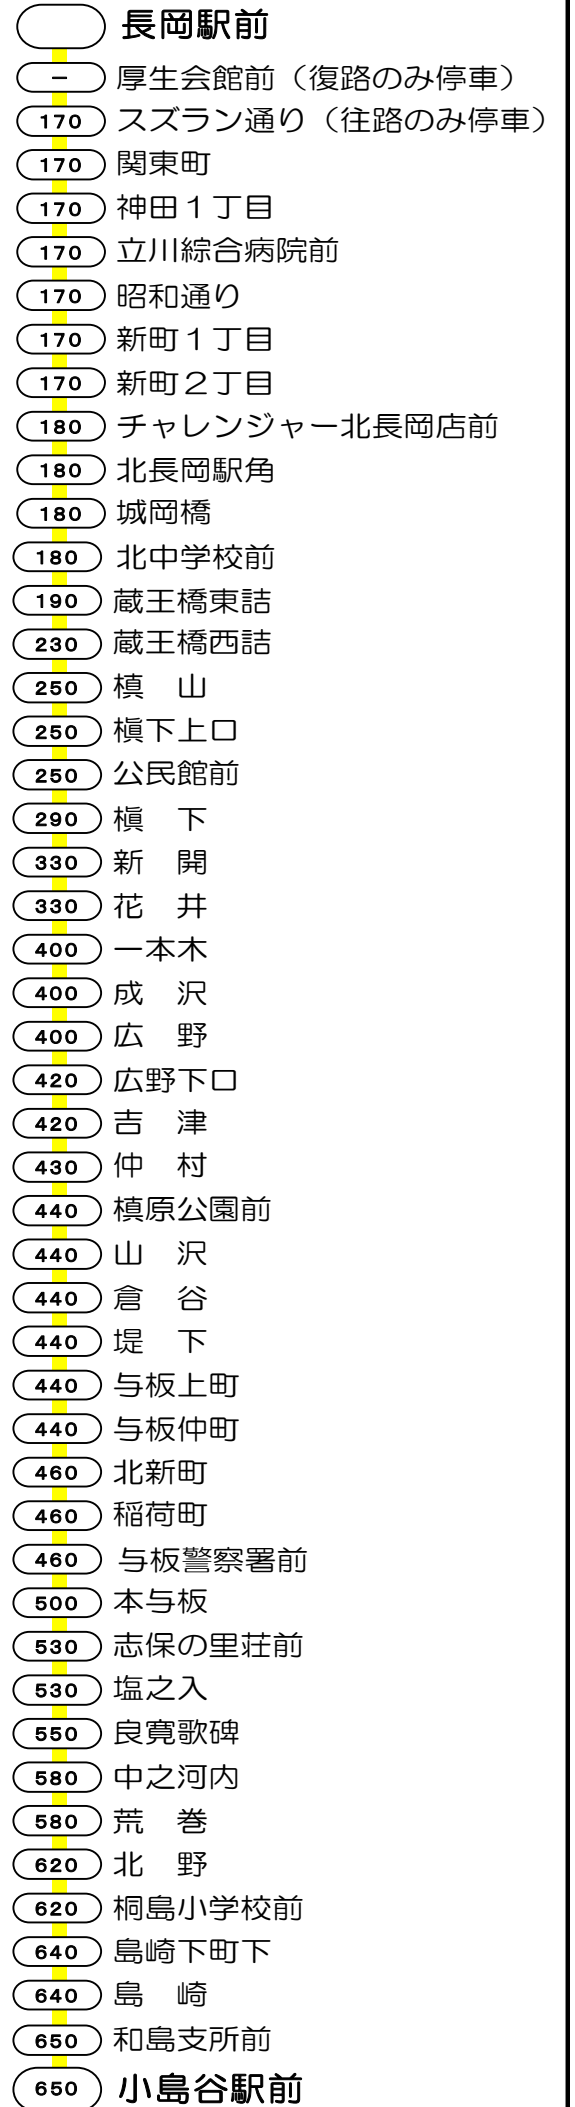 長岡駅前
- 厚生会館前（復路のみ停車）
170 スズラン通り（往路のみ停車）
170 関東町
170 神田１丁目
170 立川綜合病院前
170 昭和通り
170 新町１丁目
170 新町２丁目
180 チャレンジャー北長岡店前
180 北長岡駅角
180 城岡橋
180 北中学校前
190 蔵王橋東詰
230 蔵王橋西詰
250 槙　山
250 槇下上口
250 公民館前
290 槇　下
330 新　開
330 花　井
400 一本木
400 成　沢
400 広　野
420 広野下口
420 吉　津
430 仲　村
440 槙原公園前
440 山　沢
440 倉　谷
440 堤　下
440 与板上町
440 与板仲町
460 北新町
460 稲荷町
460 与板警察署前
500 本与板
530 志保の里荘前
530 塩之入
550 良寛歌碑
580 中之河内
580 荒　巻
620 北　野
620 桐島小学校前
640 島崎下町下
640 島　崎
650 和島支所前
650 小島谷駅前